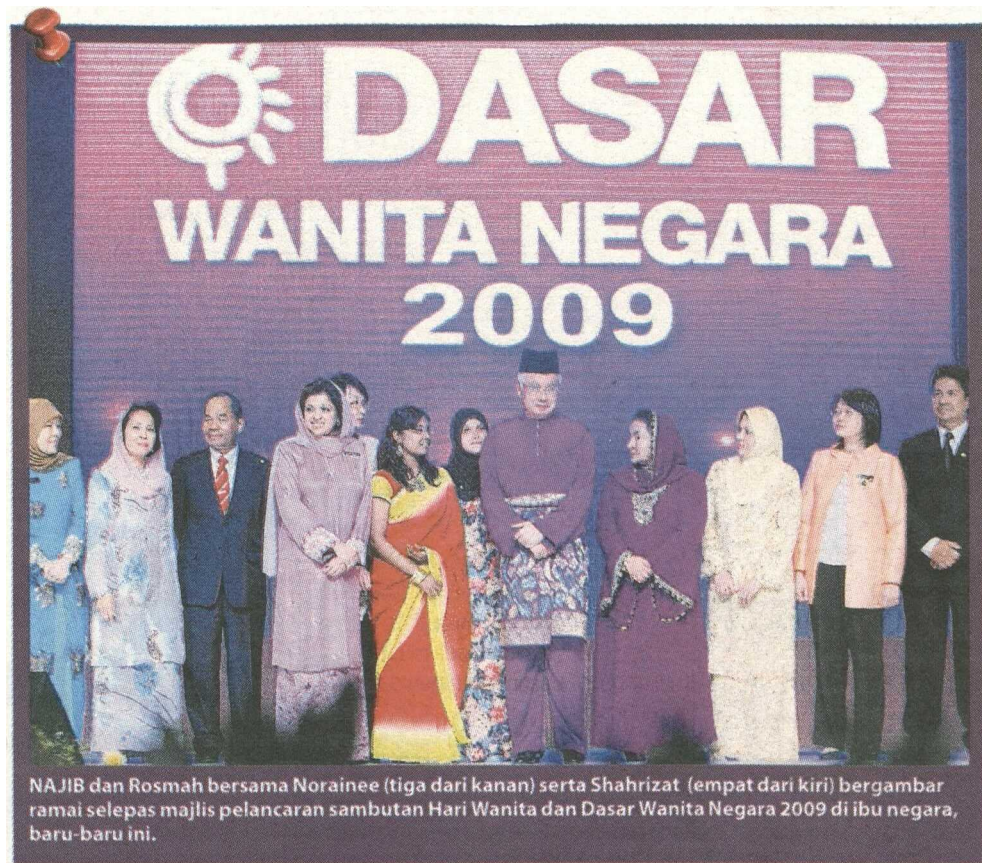 DASAR
WANITA NEGARA
2009
NAJIB dan Rosmah bersama Norainee (tiga dari kanan) serta Shahrizat (empat dari kiri) bergambar
ramai selepas majlis pelancaran sambutan Hari Wanita dan Dasar Wanita Negara 2009 di ibu negara,
baru-baru ini.